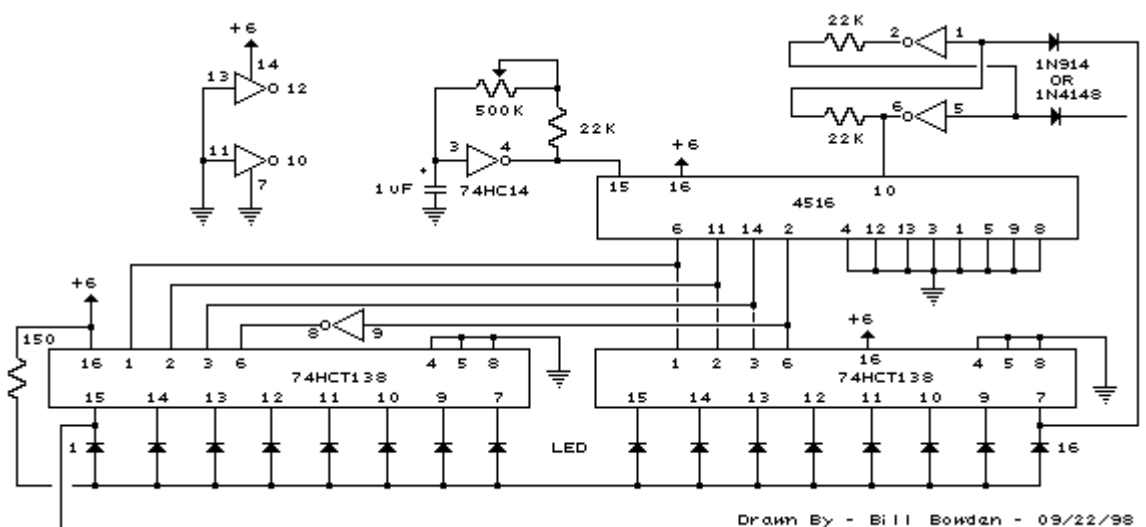 22K
2 1
+6
14
1N914
OR
1N4148
13 12
500K
6 5
22K
22K
3 4
+6
11 10
7
1uF 74HC14
15 16 10
4516
6 11 14 2 4 12 13 3 1 5 9 8
+6
8 9
+6
150
16 1 2 3 6 4 5 8
1 2 3 6 16 4 5 8
74HCT138
74HCT138
15 14 13 12 11 10 9 7
15 14 13 12 11 10 9 7
1 LED 16
Drawn By - Bill Bowden - 09/22/98